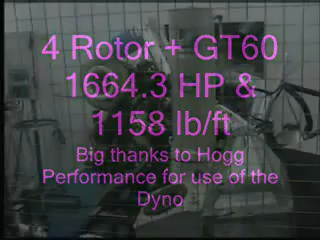 4 Rotor + GT60
1664.3 HP &
1158 lb/ft
Big thanks to Hogg
Performance for use of the
Dyno